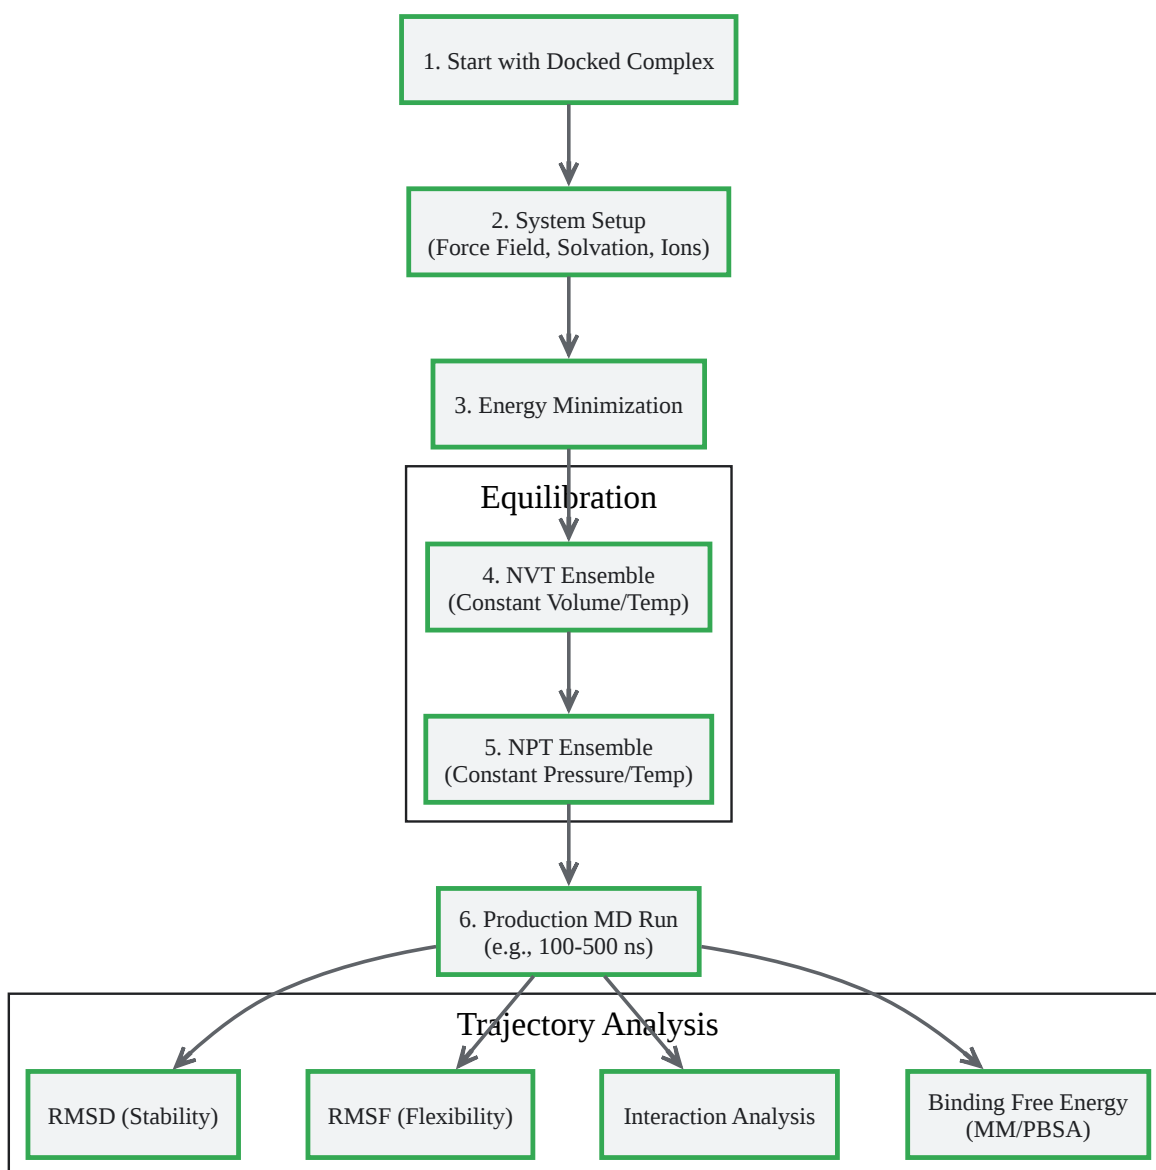 1. Start with Docked Complex
2. System Setup
(Force Field, Solvation, Ions)
3. Energy Minimization
Equilibration
4. NVT Ensemble
(Constant Volume/Temp)
5. NPT Ensemble
(Constant Pressure/Temp)
6. Production MD Run
(e.g., 100-500 ns)
Trajectory Analysis
RMSD (Stability)
RMSF (Flexibility)
Interaction Analysis
Binding Free Energy
(MM/PBSA)